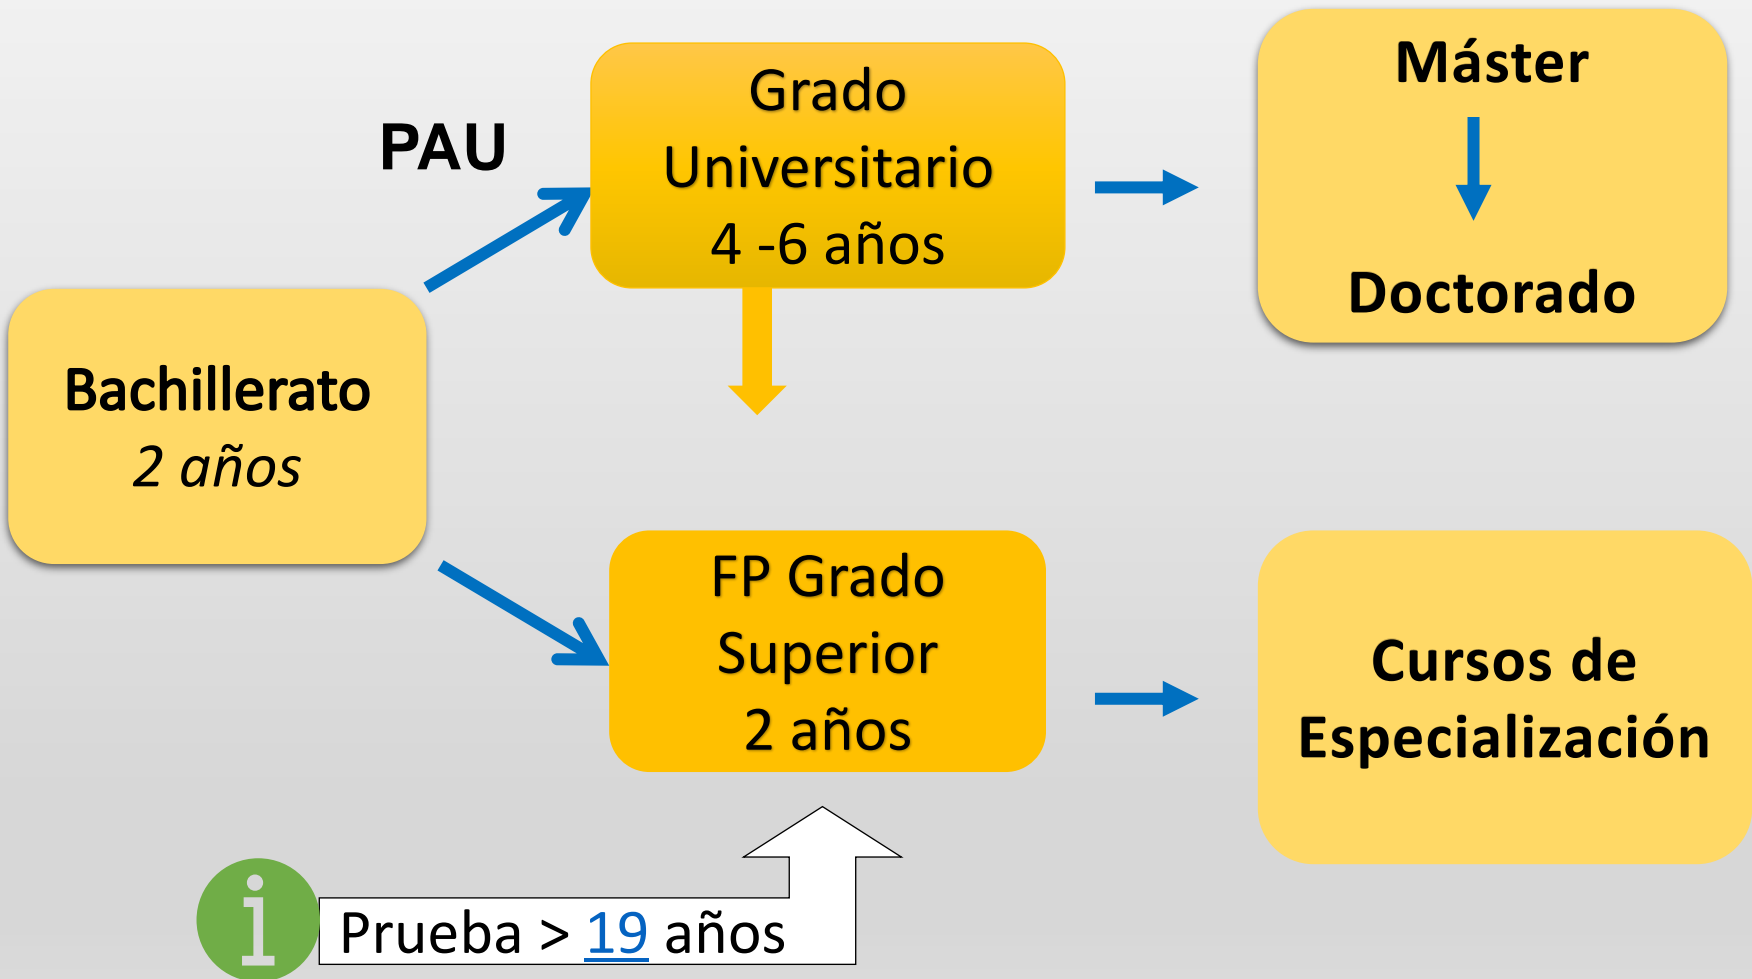 PAU
Grado
Universitario
4 -6 años
Máster
Doctorado
Bachillerato
2 años
FP Grado
Superior
2 años
Cursos de
Especialización
i
Prueba > 19 años